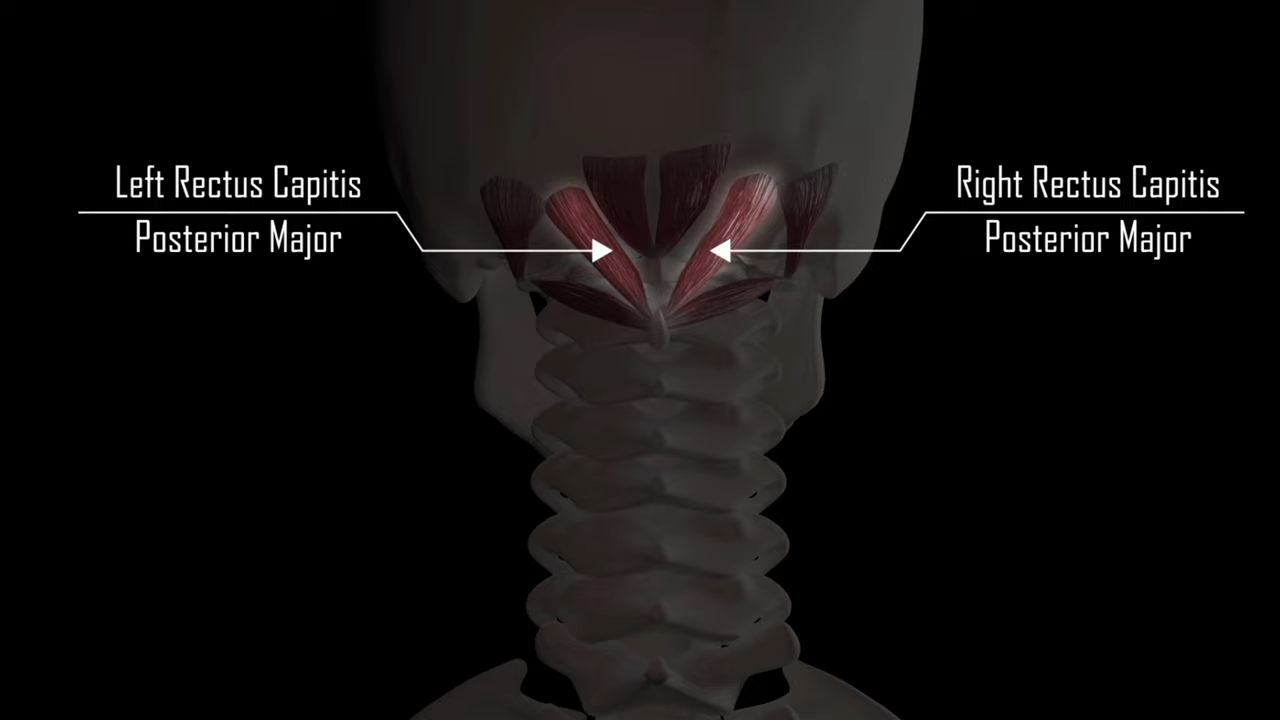 Left Rectus Capitis
Posterior Major
Right Rectus Capitis
Posterior Major